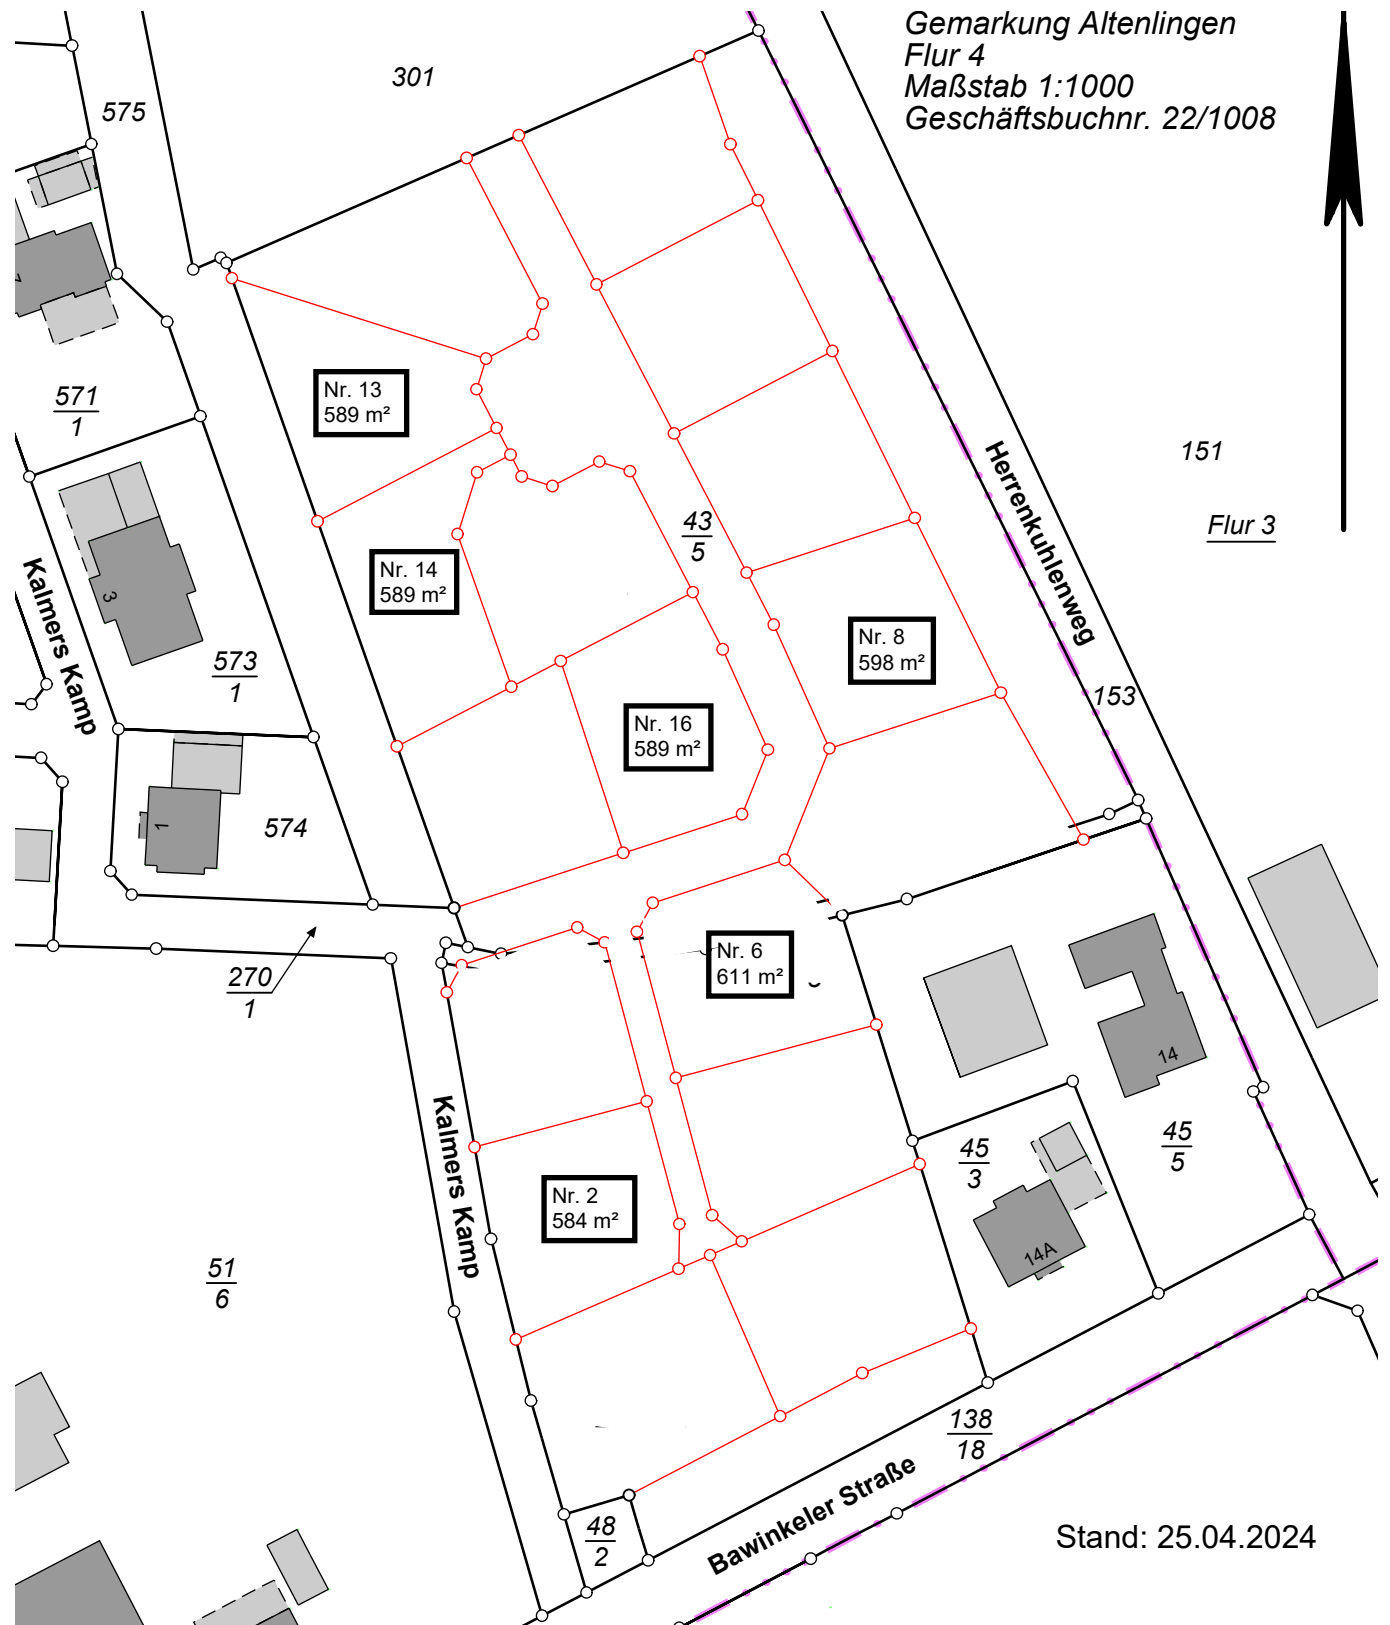 Gemarkung Altenlingen
Flur 4
Maßstab 1:1000
Geschäftsbuchnr. 22/1008
301
575
571
1
Nr. 13
589 m²
151
Flur 3
Herrenkuhlenweg
43
5
Kalmers Kamp
3
Nr. 14
589 m²
573
1
Nr. 8
598 m²
153
Nr. 16
589 m²
1
574
270
1
Nr. 6
611 m²
14
Kalmers Kamp
45
3
45
5
Nr. 2
584 m²
14A
51
6
138
18
Bawinkeler Straße
48
2
Stand: 25.04.2024